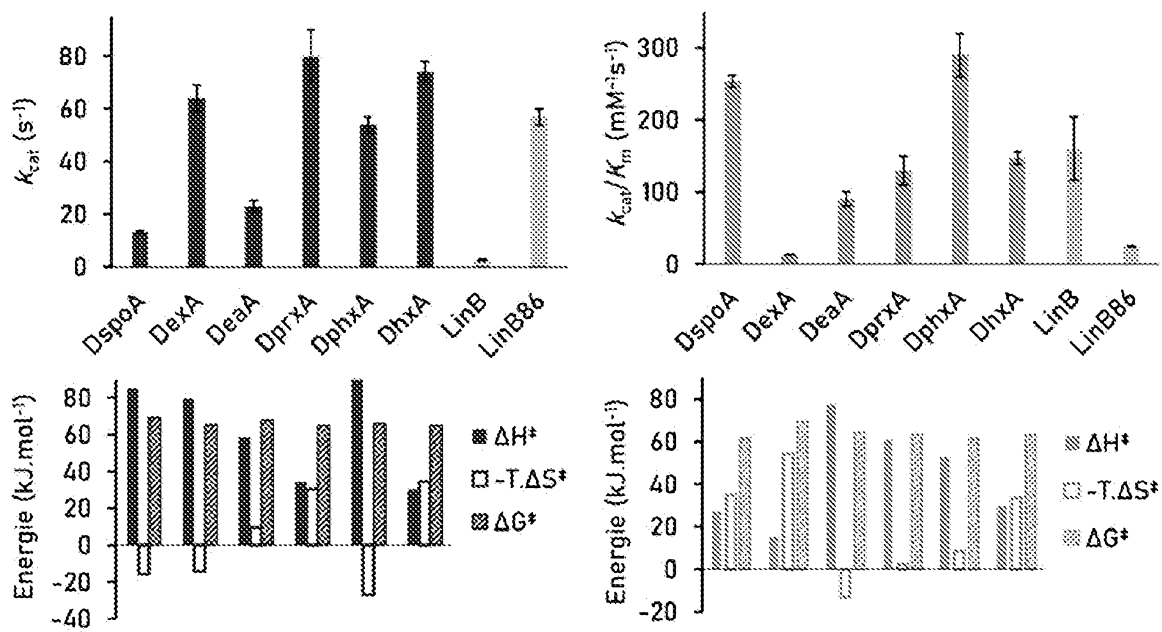 kcat (s⁻¹)
80
60
40
20
0
DspoA
DexA
DeaA
DprxA
DphxA
DhxA
LinB
LinB86
kcat/Km (mM⁻¹s⁻¹)
300
200
100
0
DspoA
DexA
DeaA
DprxA
DphxA
DhxA
LinB
LinB86
Energie (kJ.mol⁻¹)
80
60
40
20
0
-20
-40
ΔH‡
-T.ΔS‡
ΔG‡
Energie (kJ.mol⁻¹)
80
60
40
20
0
-20
ΔH‡
-T.ΔS‡
ΔG‡